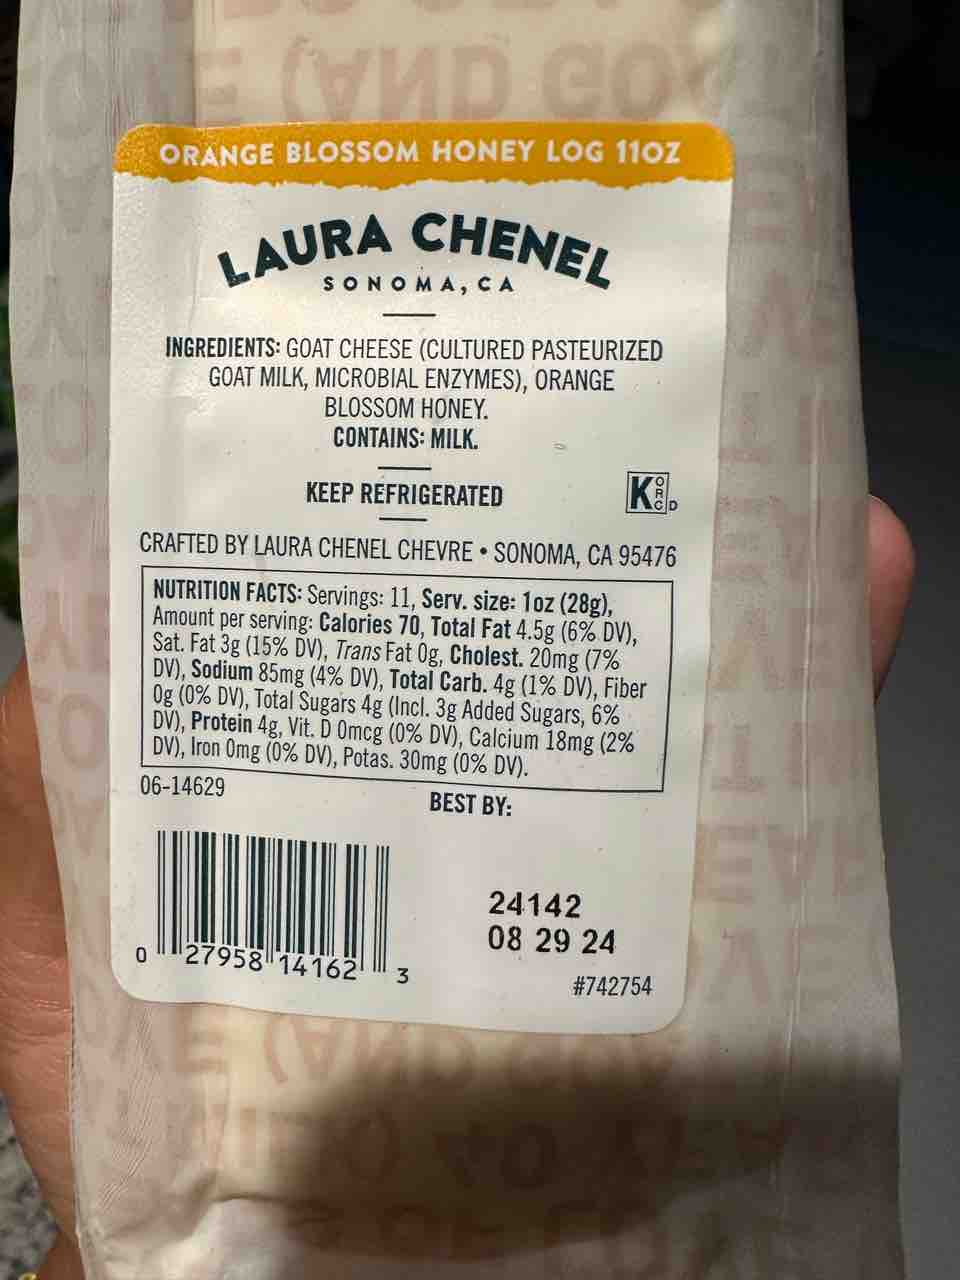 (AND GO
ORANGE BLOSSOM HONEY LOG 11OZ
LAURA CHENEL
SONOMA, CA
INGREDIENTS: GOAT CHEESE (CULTURED PASTEURIZED
GOAT MILK, MICROBIAL ENZYMES), ORANGE
BLOSSOM HONEY.
CONTAINS: MILK.
KEEP REFRIGERATED
K ORC D
CRAFTED BY LAURA CHENEL CHEVRE • SONOMA, CA 95476
NUTRITION FACTS: Servings: 11, Serv. size: 1oz (28g),
Amount per serving: Calories 70, Total Fat 4.5g (6% DV),
Sat. Fat 3g (15% DV), Trans Fat 0g, Cholest. 20mg (7%
DV), Sodium 85mg (4% DV), Total Carb. 4g (1% DV), Fiber
0g (0% DV), Total Sugars 4g (Incl. 3g Added Sugars, 6%
DV), Protein 4g, Vit. D 0mcg (0% DV), Calcium 18mg (2%
DV), Iron 0mg (0% DV), Potas. 30mg (0% DV).
06-14629
BEST BY:
24142
08 29 24
0 27958 14162 3
#742754